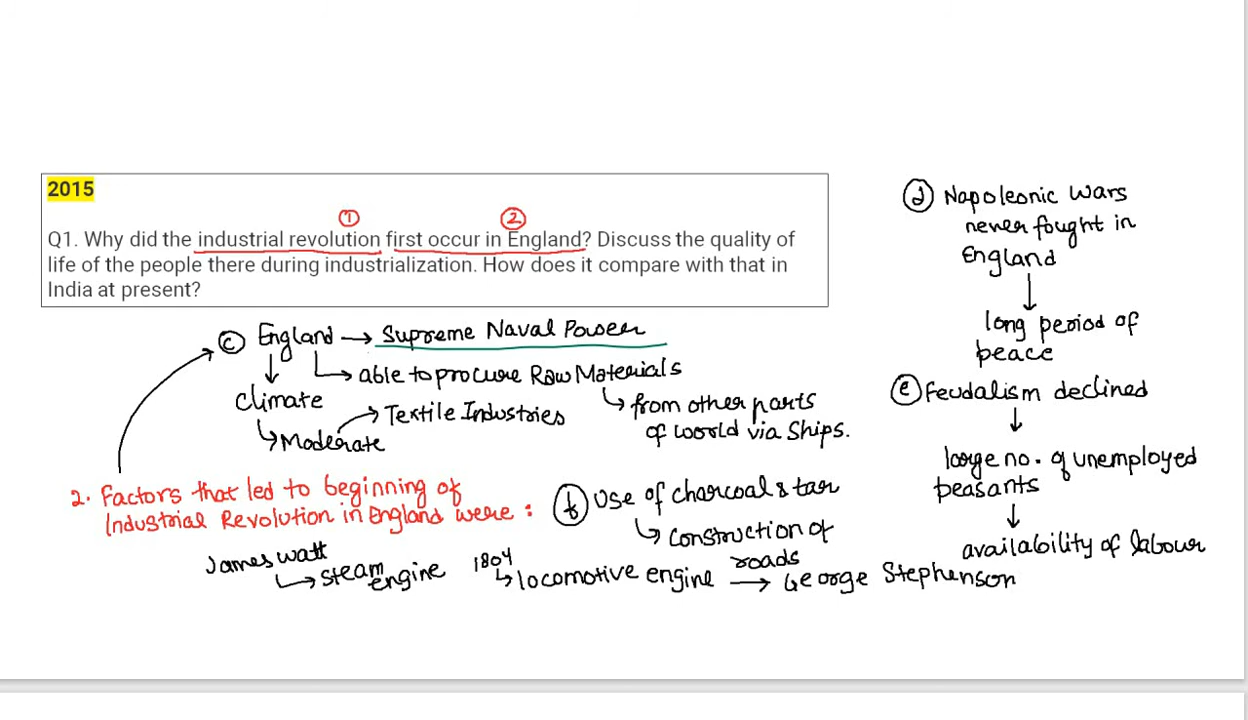 2015
① ②
Q1. Why did the industrial revolution first occur in England? Discuss the quality of
life of the people there during industrialization. How does it compare with that in
India at present?
ⓒ England → Supreme Naval Power
↳ able to procure Raw Materials
↳ from other parts
of world via Ships.
↓
Climate
↳ Moderate
→ Textile Industries
2. Factors that led to beginning of
Industrial Revolution in England were :
James Watt
↳ steam
engine
1804
↳ locomotive engine → George Stephenson
ⓑ Use of charcoal & tar
↳ construction of
roads
ⓓ Napoleonic Wars
never fought in
England
↓
long period of
peace
ⓔ Feudalism declined
↓
large no. of unemployed
peasants
↓
availability of labour